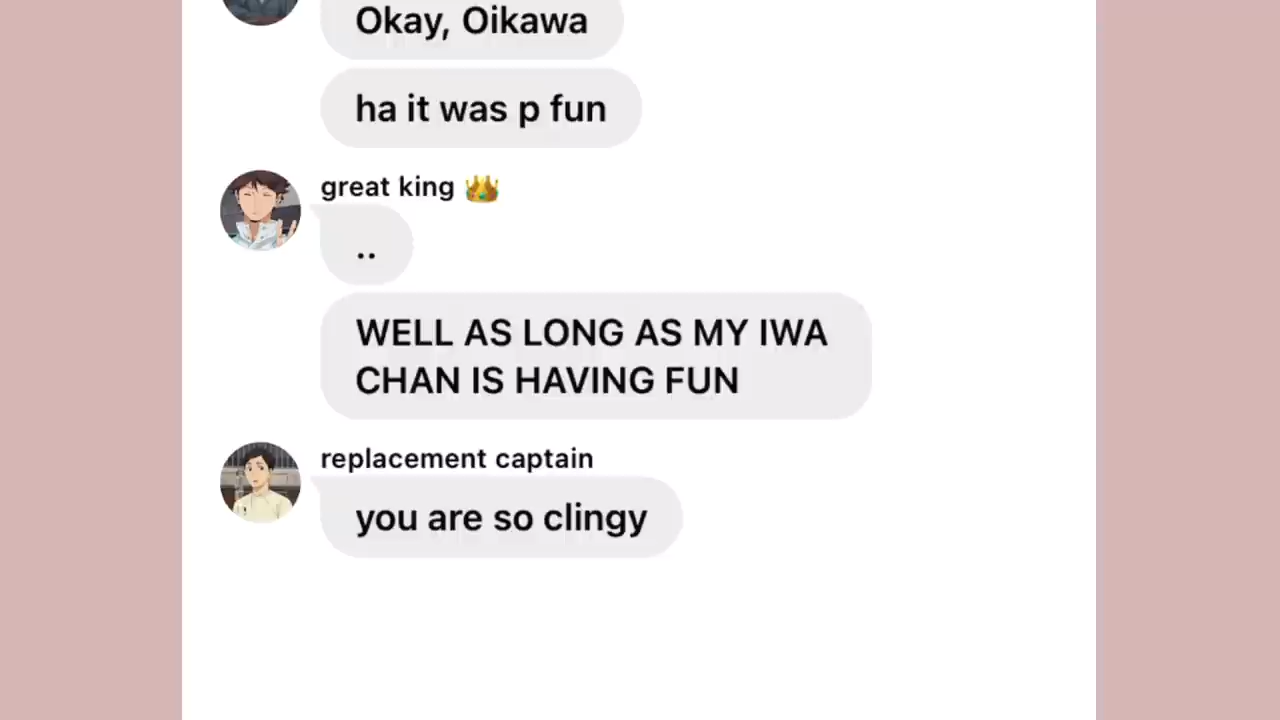 Okay, Oikawa
ha it was p fun
great king 👑
..
WELL AS LONG AS MY IWA
CHAN IS HAVING FUN
replacement captain
you are so clingy